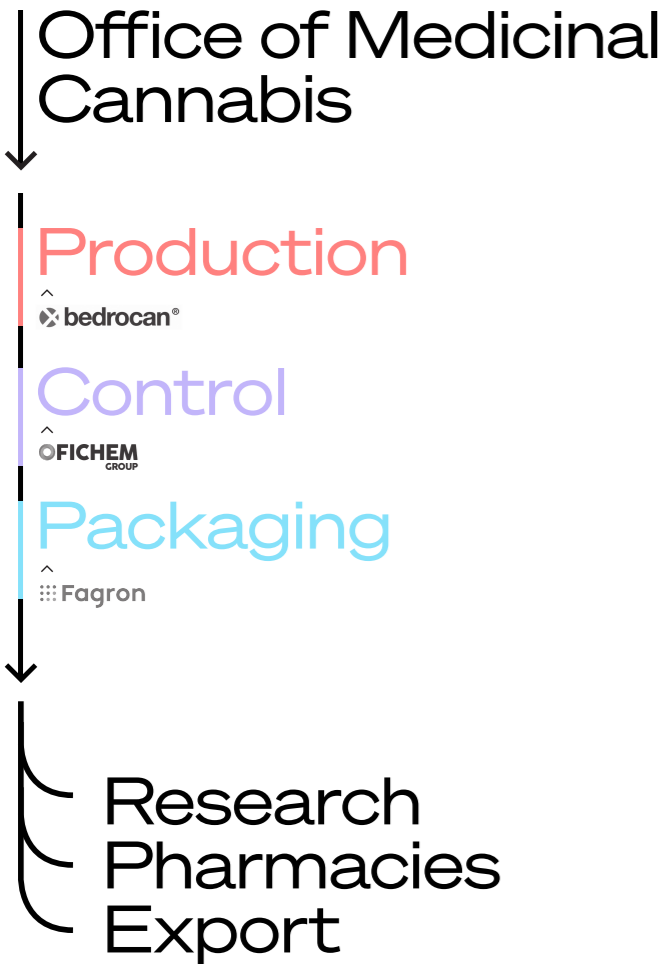 Office of Medicinal
Cannabis
Production
bedrocan®
Control
OFICHEM
GROUP
Packaging
Fagron
Research
Pharmacies
Export